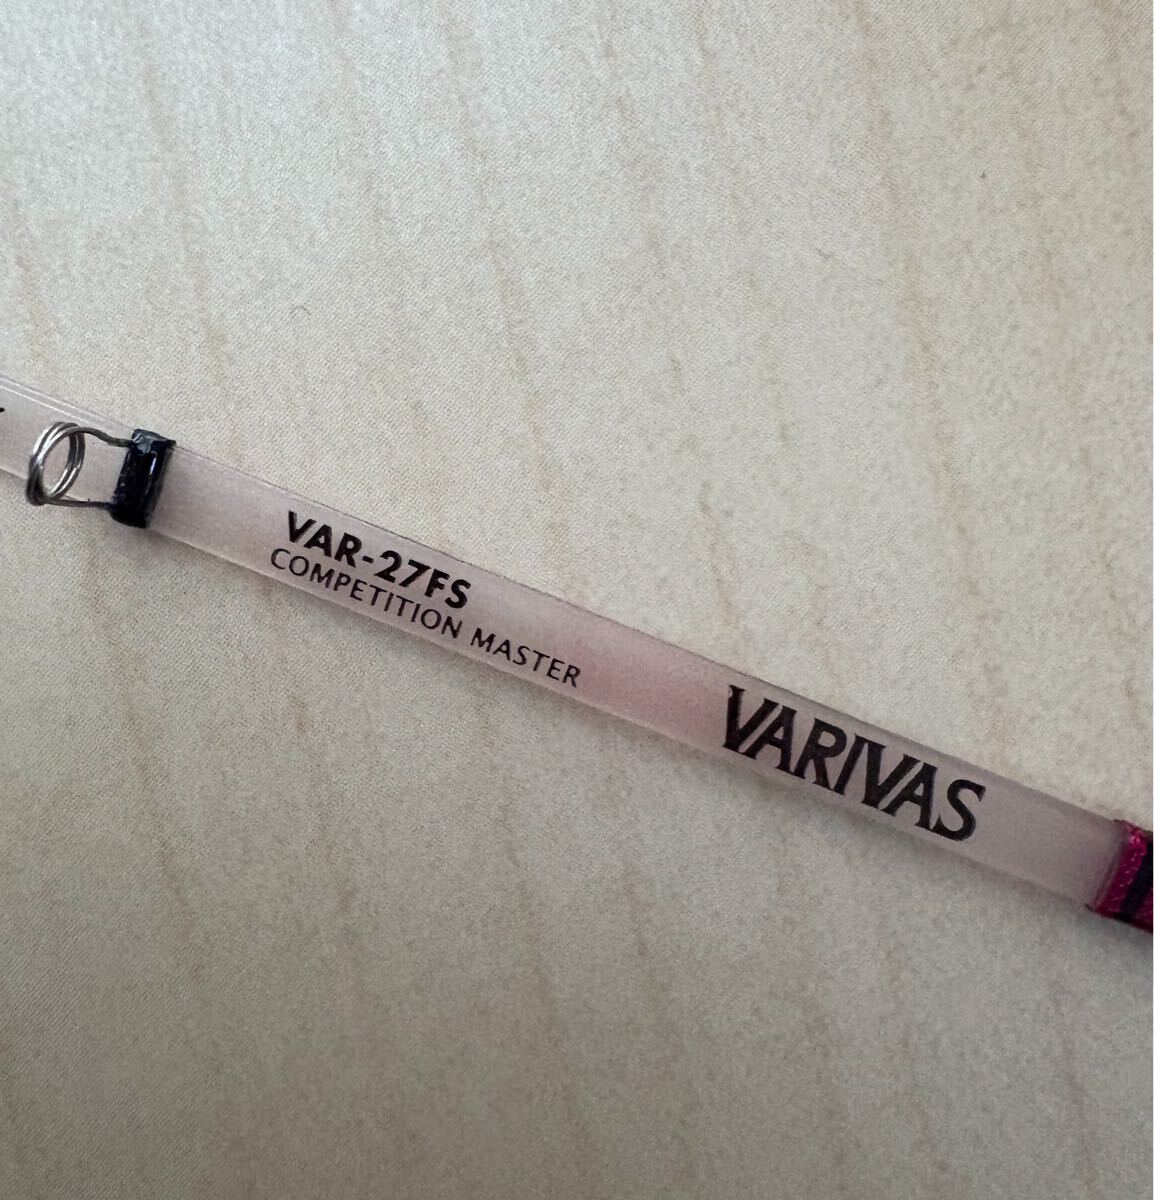 VAR-27FS
COMPETITION MASTER
VARIVAS